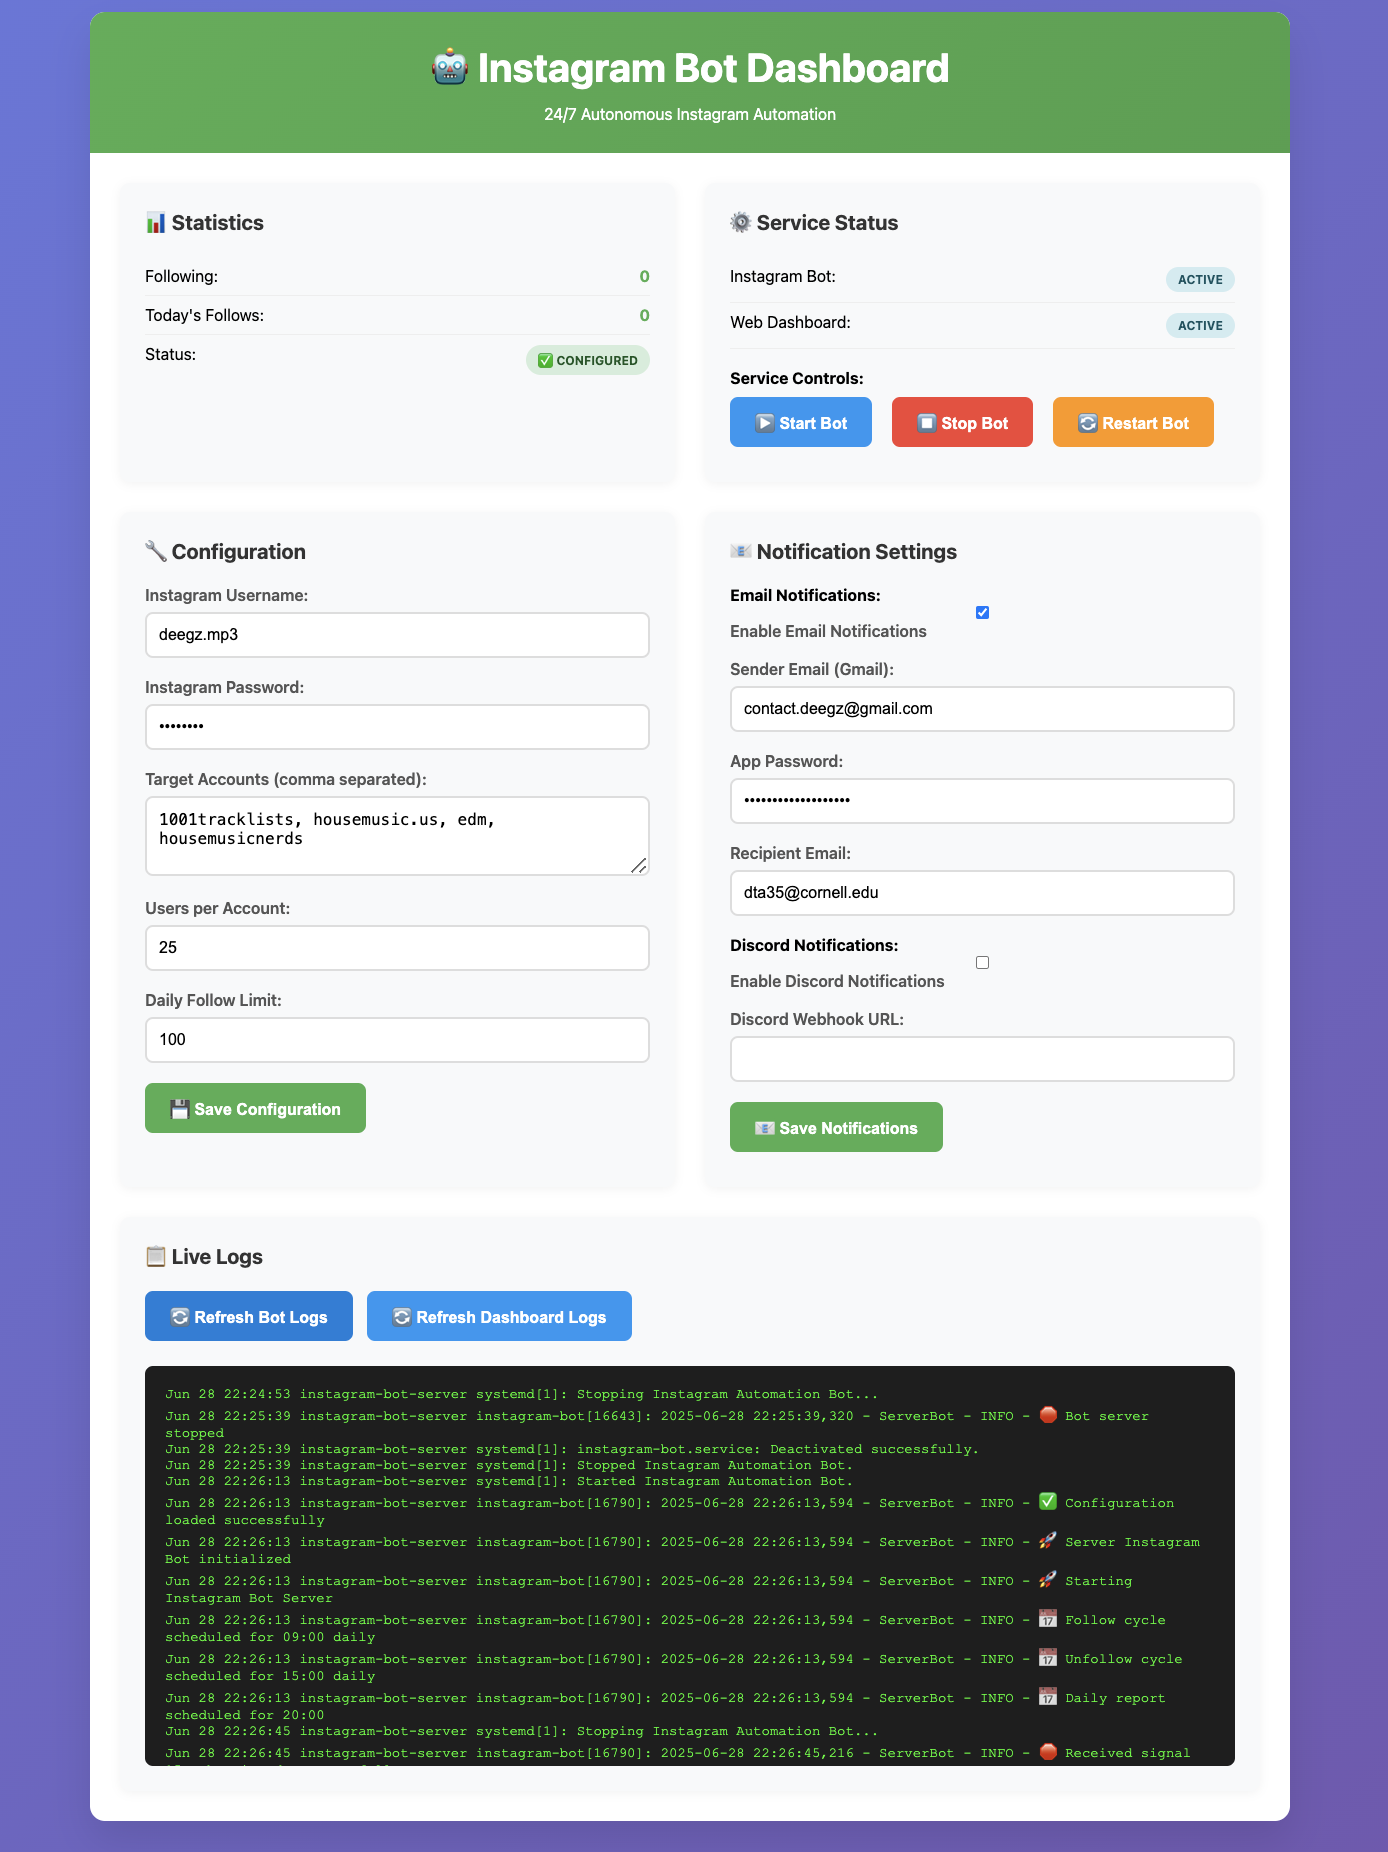 🤖 Instagram Bot Dashboard
24/7 Autonomous Instagram Automation
📊 Statistics
Following: 0
Today's Follows: 0
Status: ✅ CONFIGURED
⚙️ Service Status
Instagram Bot: ACTIVE
Web Dashboard: ACTIVE
Service Controls:
▶️ Start Bot ⏹️ Stop Bot 🔄 Restart Bot
🔧 Configuration
Instagram Username:
deegz.mp3
Instagram Password:
••••••••
Target Accounts (comma separated):
1001tracklists, housemusic.us, edm,
housemusicnerds
Users per Account:
25
Daily Follow Limit:
100
💾 Save Configuration
📧 Notification Settings
Email Notifications:
Enable Email Notifications
Sender Email (Gmail):
contact.deegz@gmail.com
App Password:
•••••••••••••••••••
Recipient Email:
dta35@cornell.edu
Discord Notifications:
Enable Discord Notifications
Discord Webhook URL:
📧 Save Notifications
📋 Live Logs
🔄 Refresh Bot Logs 🔄 Refresh Dashboard Logs
Jun 28 22:24:53 instagram-bot-server systemd[1]: Stopping Instagram Automation Bot...
Jun 28 22:25:39 instagram-bot-server instagram-bot[16643]: 2025-06-28 22:25:39,320 - ServerBot - INFO - 🛑 Bot server
stopped
Jun 28 22:25:39 instagram-bot-server systemd[1]: instagram-bot.service: Deactivated successfully.
Jun 28 22:25:39 instagram-bot-server systemd[1]: Stopped Instagram Automation Bot.
Jun 28 22:26:13 instagram-bot-server systemd[1]: Started Instagram Automation Bot.
Jun 28 22:26:13 instagram-bot-server instagram-bot[16790]: 2025-06-28 22:26:13,594 - ServerBot - INFO - ✅ Configuration
loaded successfully
Jun 28 22:26:13 instagram-bot-server instagram-bot[16790]: 2025-06-28 22:26:13,594 - ServerBot - INFO - 🚀 Server Instagram
Bot initialized
Jun 28 22:26:13 instagram-bot-server instagram-bot[16790]: 2025-06-28 22:26:13,594 - ServerBot - INFO - 🚀 Starting
Instagram Bot Server
Jun 28 22:26:13 instagram-bot-server instagram-bot[16790]: 2025-06-28 22:26:13,594 - ServerBot - INFO - 📅 Follow cycle
scheduled for 09:00 daily
Jun 28 22:26:13 instagram-bot-server instagram-bot[16790]: 2025-06-28 22:26:13,594 - ServerBot - INFO - 📅 Unfollow cycle
scheduled for 15:00 daily
Jun 28 22:26:13 instagram-bot-server instagram-bot[16790]: 2025-06-28 22:26:13,594 - ServerBot - INFO - 📅 Daily report
scheduled for 20:00
Jun 28 22:26:45 instagram-bot-server systemd[1]: Stopping Instagram Automation Bot...
Jun 28 22:26:45 instagram-bot-server instagram-bot[16790]: 2025-06-28 22:26:45,216 - ServerBot - INFO - 🛑 Received signal